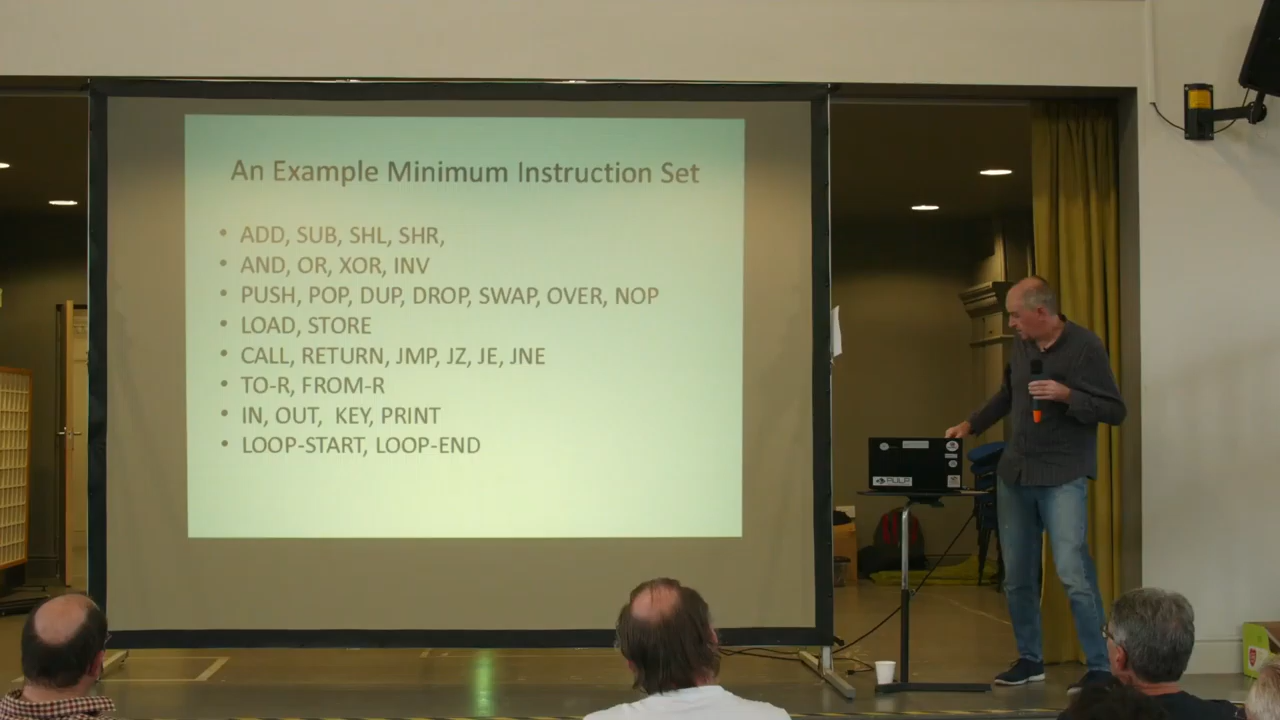 An Example Minimum Instruction Set
• ADD, SUB, SHL, SHR,
• AND, OR, XOR, INV
• PUSH, POP, DUP, DROP, SWAP, OVER, NOP
• LOAD, STORE
• CALL, RETURN, JMP, JZ, JE, JNE
• TO-R, FROM-R
• IN, OUT, KEY, PRINT
• LOOP-START, LOOP-END
PULP